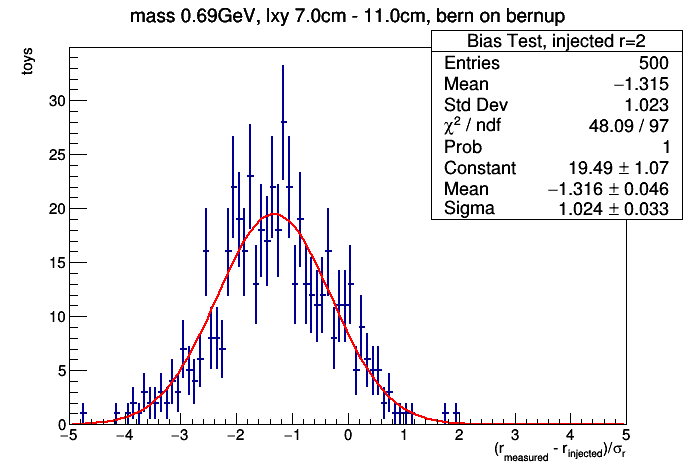 mass 0.69GeV, lxy 7.0cm - 11.0cm, bern on bernup
Bias Test, injected r=2
Entries 500
Mean −1.315
Std Dev 1.023
χ² / ndf 48.09 / 97
Prob 1
Constant 19.49 ± 1.07
Mean −1.316 ± 0.046
Sigma 1.024 ± 0.033
toys
30
25
20
15
10
5
0
−5 −4 −3 −2 −1 0 1 2 3 4 5
(r_measured - r_injected)/σ_r